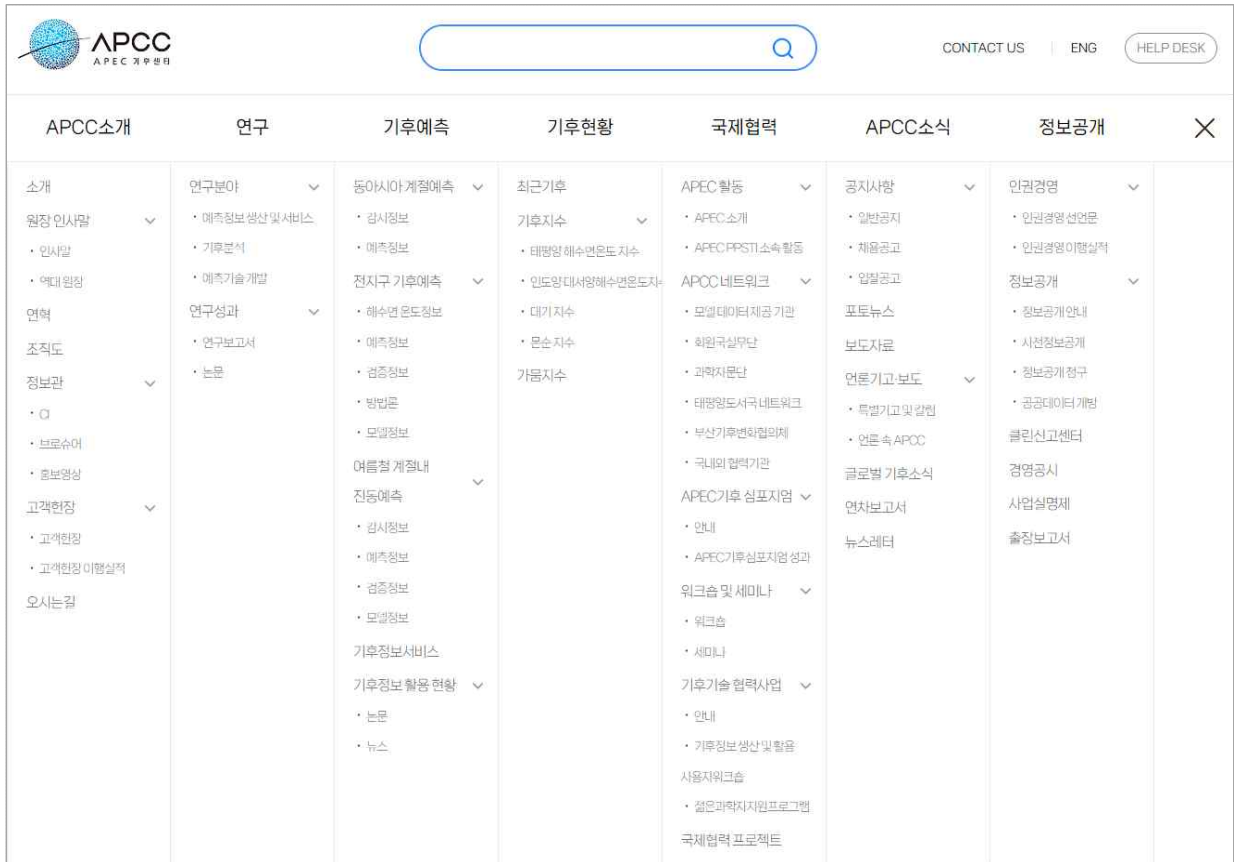 APCC
APEC 기후센터
CONTACT US
ENG
HELP DESK
APCC소개
연구
기후예측
기후현황
국제협력
APCC소식
정보공개
소개
원장 인사말
· 인사말
· 역대 원장
연혁
조직도
정보관
· CI
· 브로슈어
· 홍보영상
고객헌장
· 고객헌장
· 고객헌장 이행실적
오시는길
연구분야
· 예측정보 생산 및 서비스
· 기후분석
· 예측기술 개발
연구성과
· 연구보고서
· 논문
동아시아 계절예측
· 감시정보
· 예측정보
전지구 기후예측
· 해수면 온도정보
· 예측정보
· 검증정보
· 방법론
· 모델정보
여름철 계절내
진동예측
· 감시정보
· 예측정보
· 검증정보
· 모델정보
기후정보서비스
기후정보 활용 현황
· 논문
· 뉴스
최근기후
기후지수
· 태평양 해수면온도 지수
· 인도양 대서양해수면온도지수
· 대기 지수
· 몬순 지수
가뭄지수
APEC 활동
· APEC 소개
· APEC PPSTI 소속 활동
APCC 네트워크
· 모델 데이터 제공 기관
· 회원국실무단
· 과학자문단
· 태평양도서국 네트워크
· 부산기후변화협의체
· 국내외 협력기관
APEC기후 심포지엄
· 안내
· APEC기후심포지엄 성과
워크숍 및 세미나
· 워크숍
· 세미나
기후기술 협력사업
· 안내
· 기후정보 생산 및 활용
사용자워크숍
· 젊은과학자지원프로그램
국제협력 프로젝트
공지사항
· 일반공지
· 채용공고
· 입찰공고
포토뉴스
보도자료
언론기고·보도
· 특별기고 및 칼럼
· 언론 속 APCC
글로벌 기후소식
연차보고서
뉴스레터
인권경영
· 인권경영 선언문
· 인권경영 이행실적
정보공개
· 정보공개 안내
· 사전정보공개
· 정보공개 청구
· 공공데이터 개방
클린신고센터
경영공시
사업실명제
출장보고서